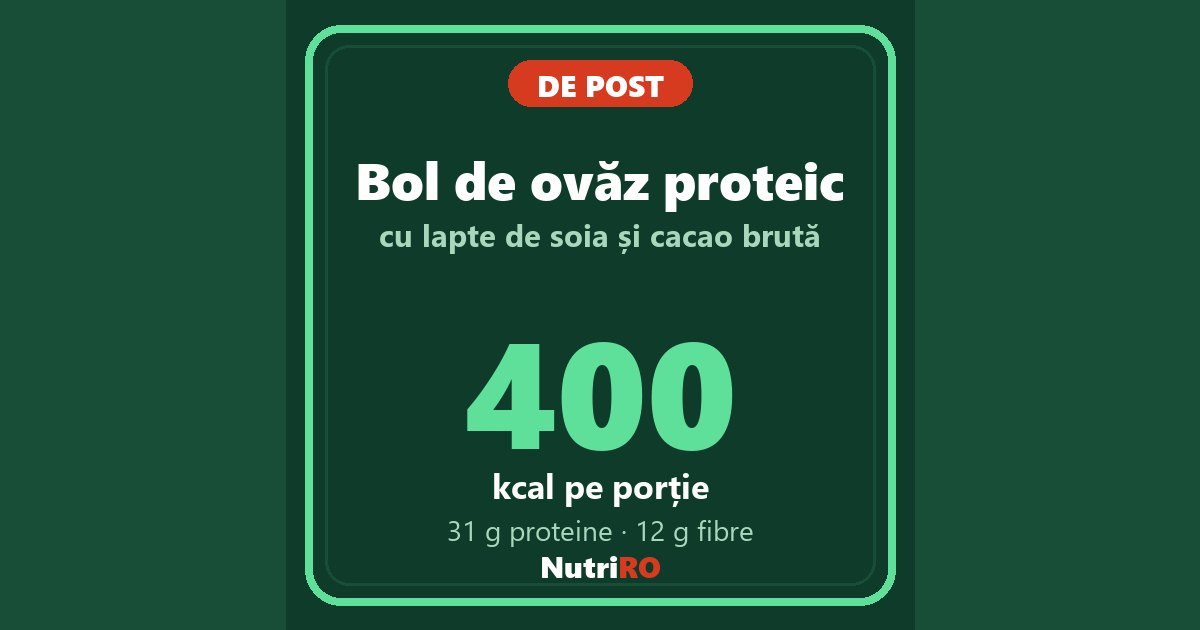 DE POST
Bol de ovăz proteic
cu lapte de soia și cacao brută
400
kcal pe porție
31 g proteine · 12 g fibre
NutriRO